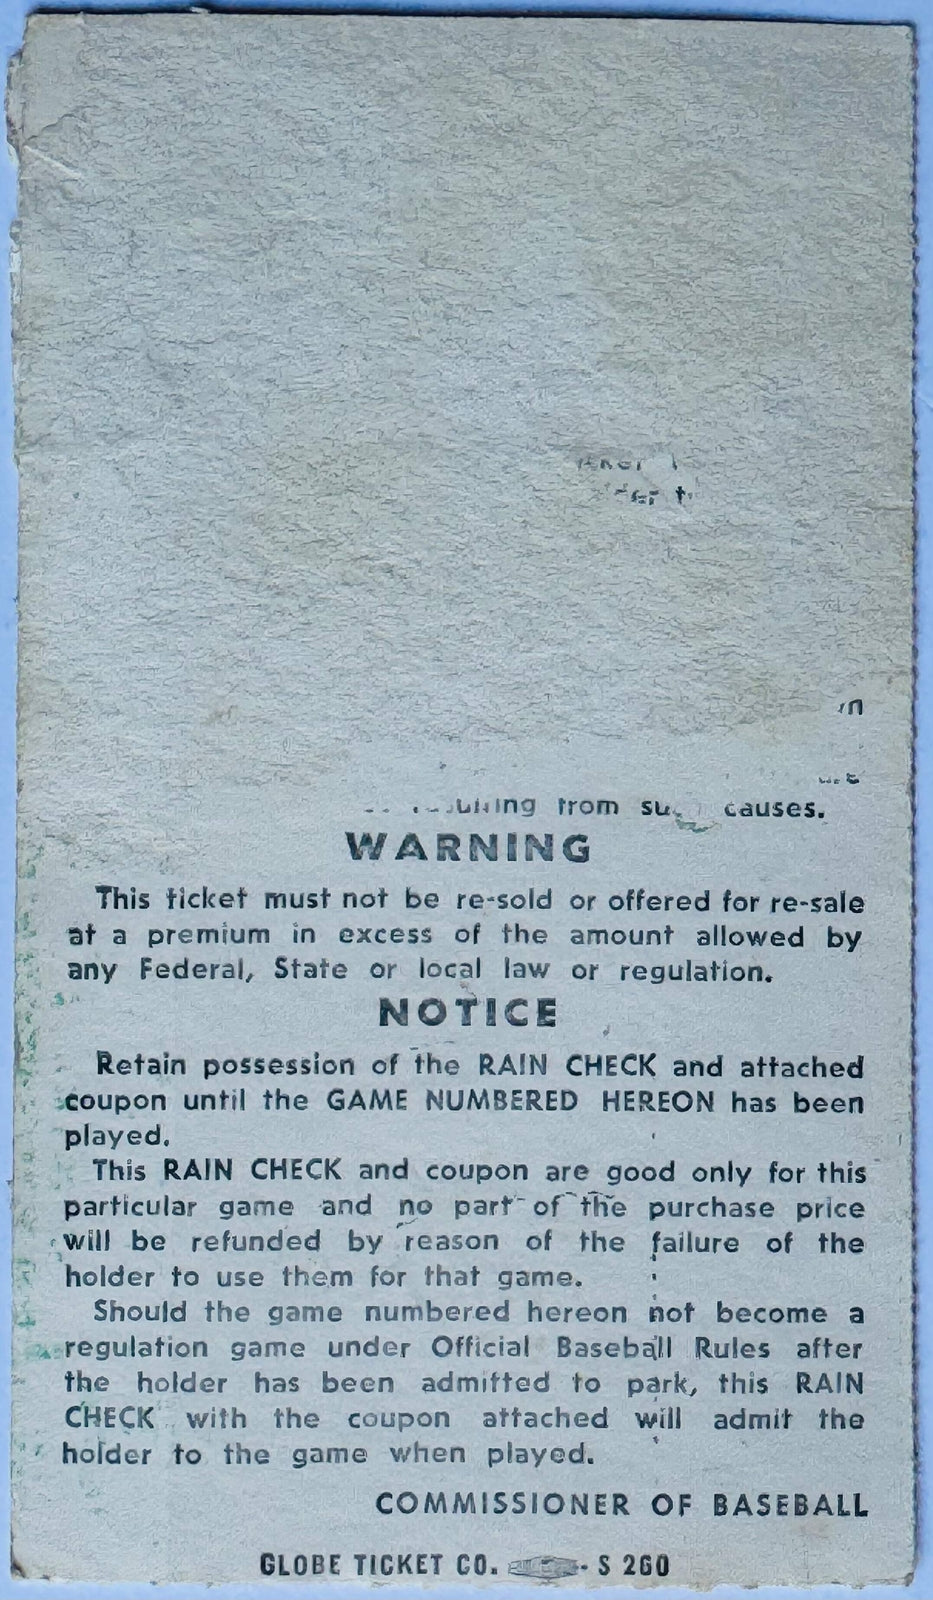 from causes.
WARNING
This ticket must not be re-sold or offered for re-sale
at a premium in excess of the amount allowed by
any Federal, State or local law or regulation.
NOTICE
Retain possession of the RAIN CHECK and attached
coupon until the GAME NUMBERED HEREON has been
played.
This RAIN CHECK and coupon are good only for this
particular game and no part of the purchase price
will be refunded by reason of the failure of the
holder to use them for that game.
Should the game numbered hereon not become a
regulation game under Official Baseball Rules after
the holder has been admitted to park, this RAIN
CHECK with the coupon attached will admit the
holder to the game when played.
COMMISSIONER OF BASEBALL
GLOBE TICKET CO. - S 260